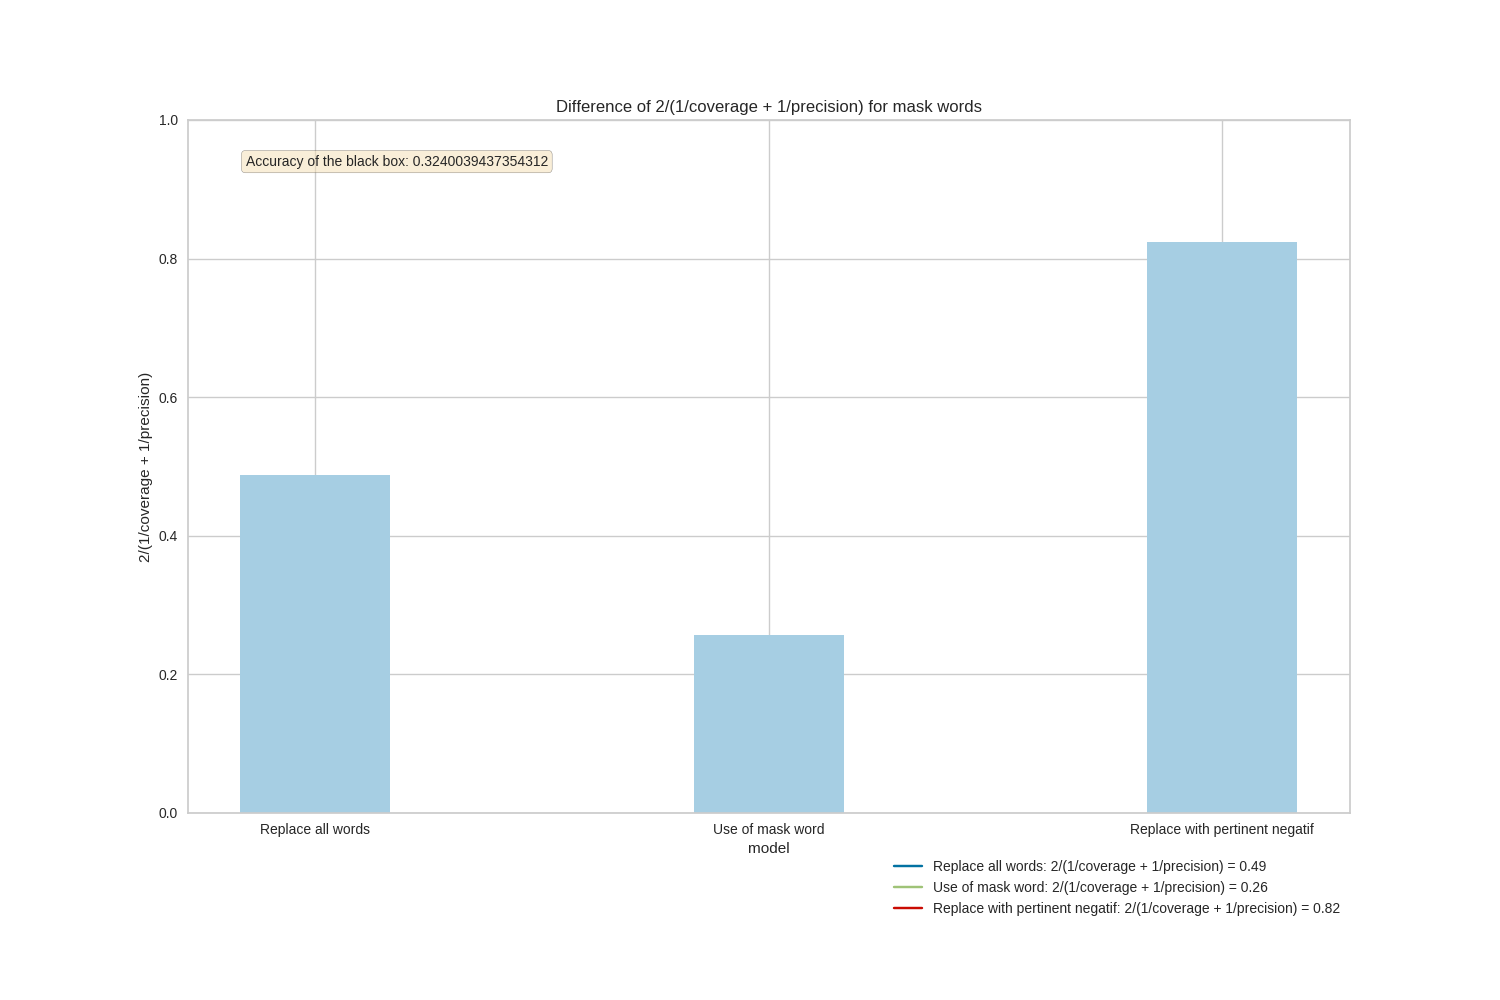 Difference of 2/(1/coverage + 1/precision) for mask words
1.0
Accuracy of the black box: 0.3240039437354312
0.8
0.6
2/(1/coverage + 1/precision)
0.4
0.2
0.0
Replace all words
Use of mask word
Replace with pertinent negatif
model
Replace all words: 2/(1/coverage + 1/precision) = 0.49
Use of mask word: 2/(1/coverage + 1/precision) = 0.26
Replace with pertinent negatif: 2/(1/coverage + 1/precision) = 0.82